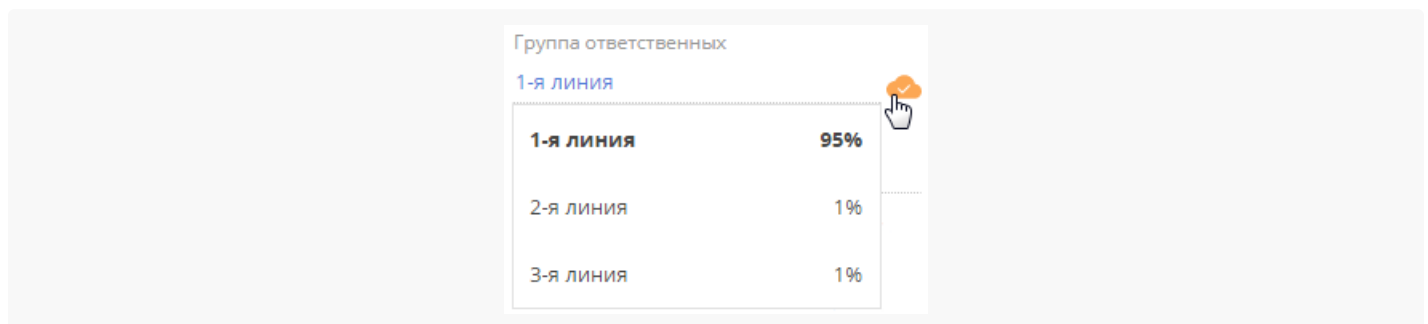 Группа ответственных
1-я линия
1-я линия 95%
2-я линия 1%
3-я линия 1%